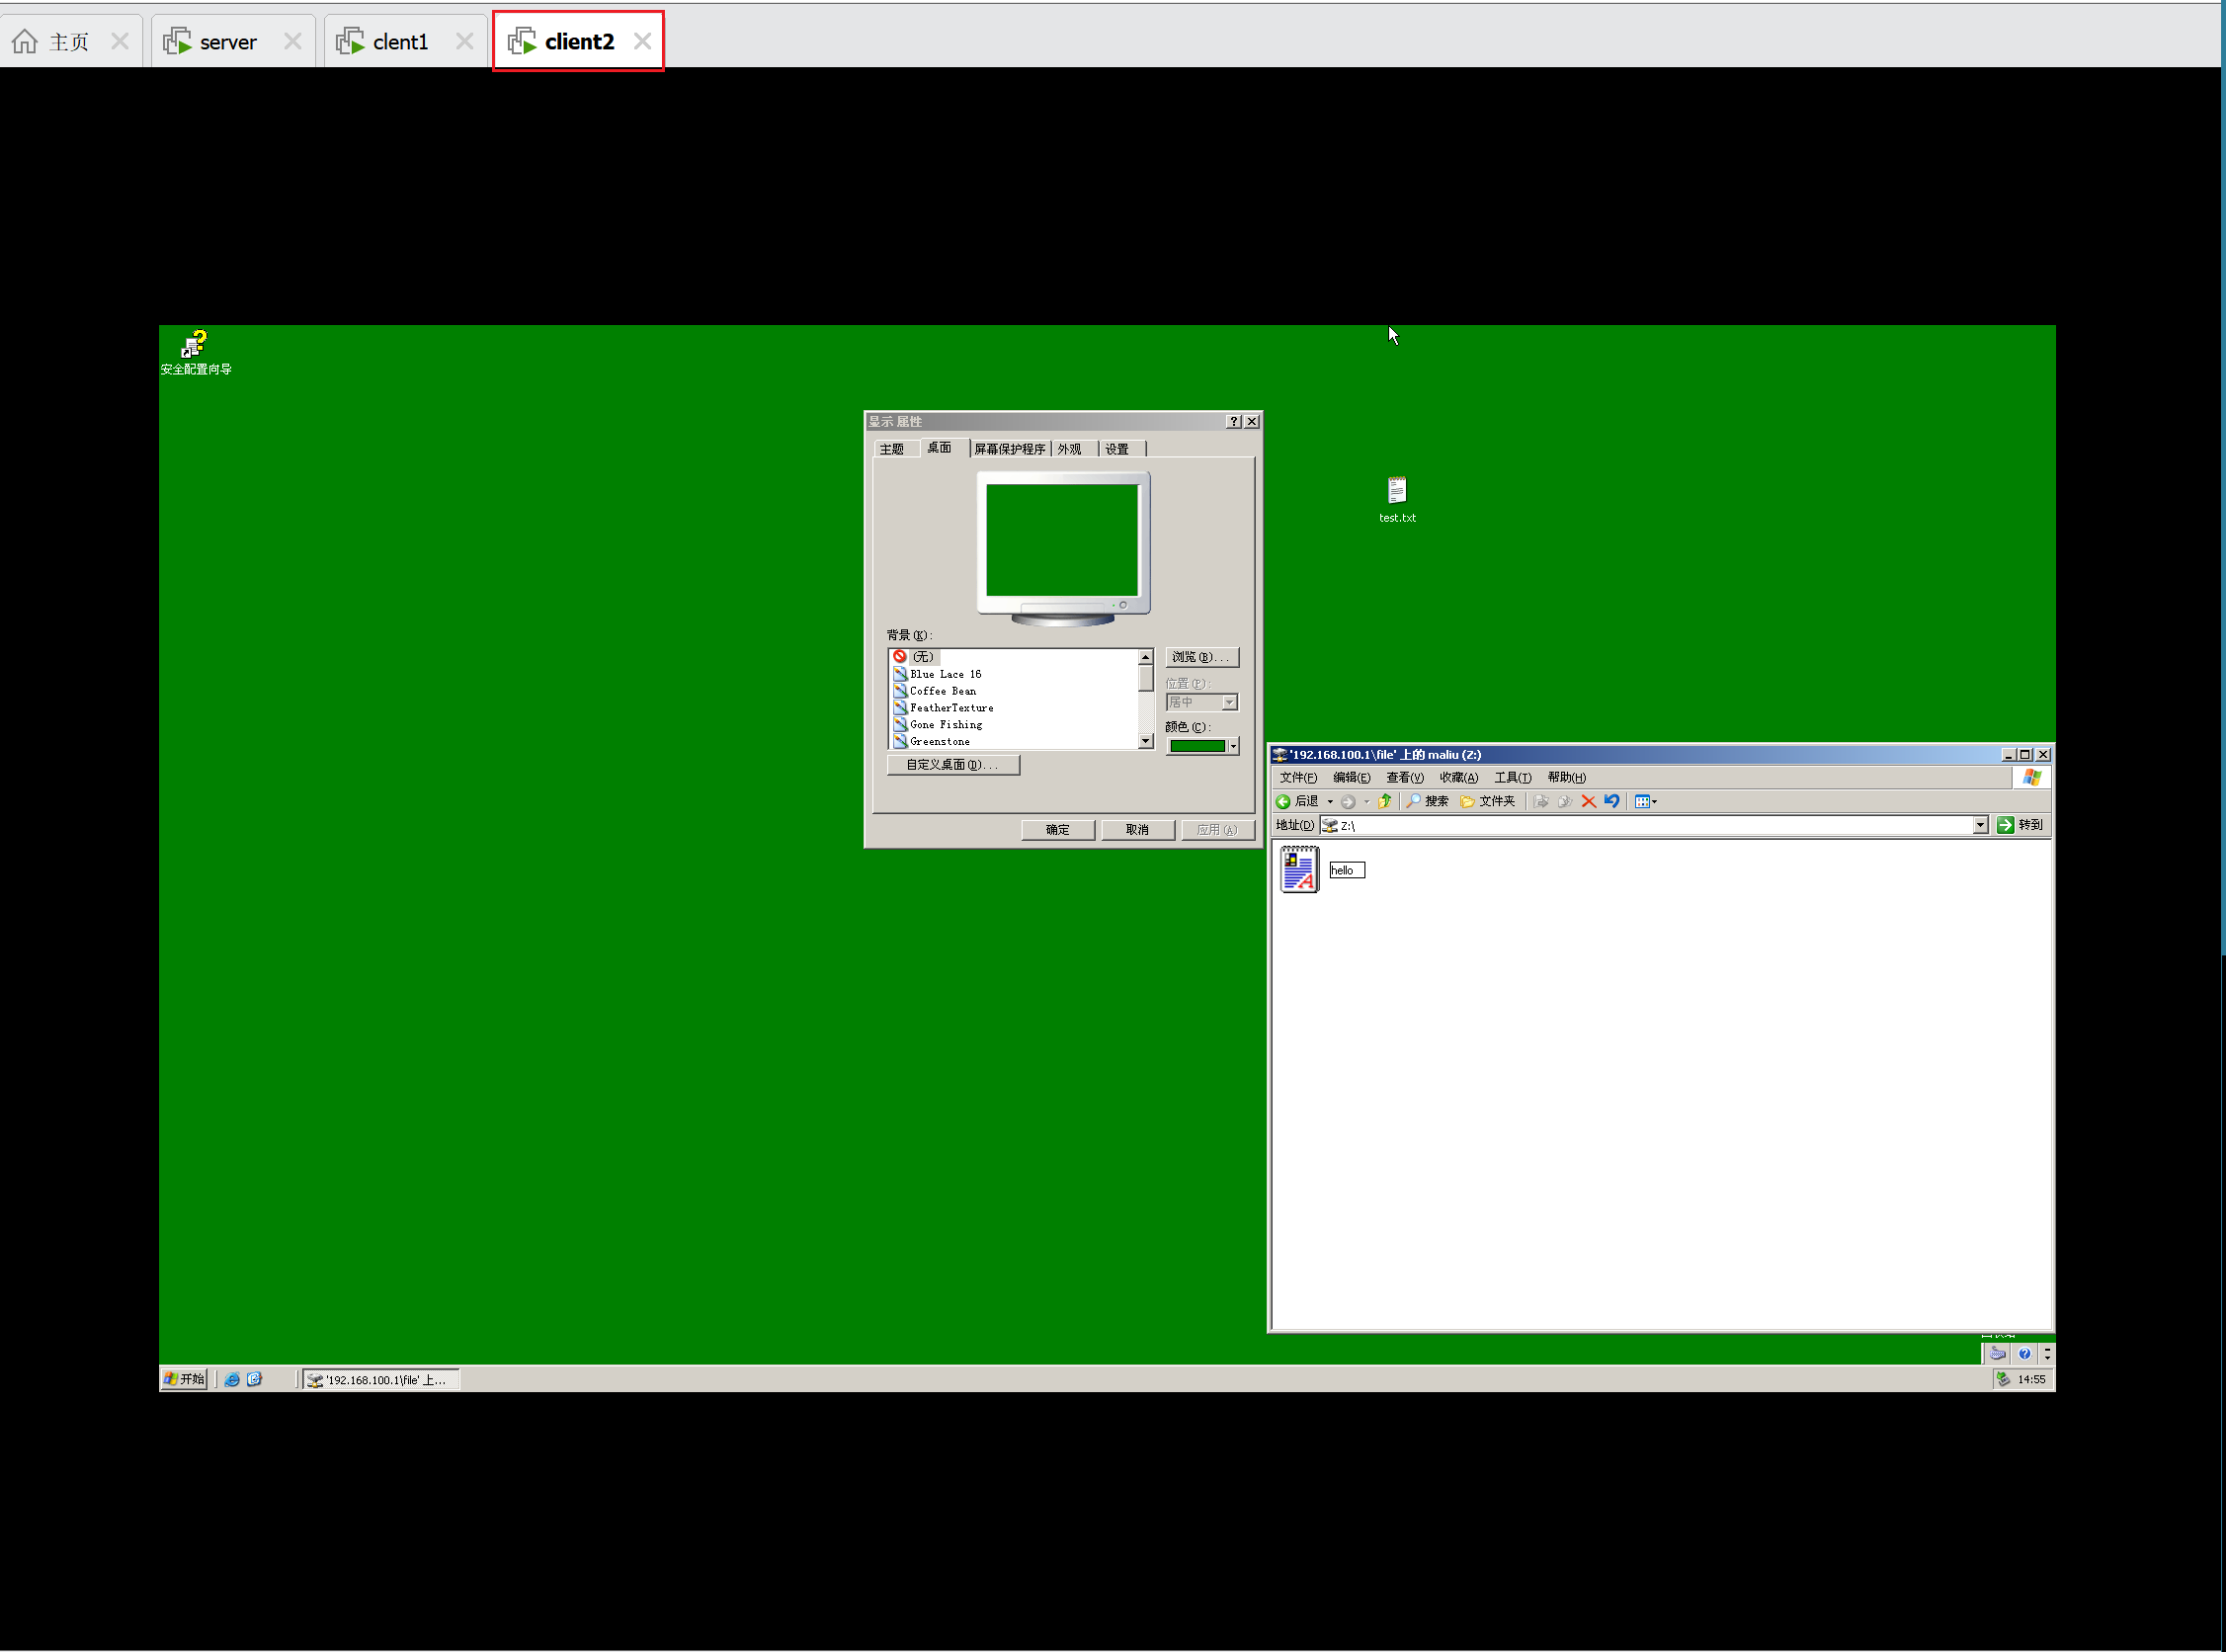 主页
server
clent1
client2
安全配置向导
显示 属性
主题
桌面
屏幕保护程序
外观
设置
test.txt
背景(K):
(无)
Blue Lace 16
Coffee Bean
FeatherTexture
Gone Fishing
Greenstone
浏览(B)...
位置(P):
居中
颜色(C):
自定义桌面(D)...
确定
取消
应用(A)
'192.168.100.1\file' 上的 maliu (Z:)
文件(F) 编辑(E) 查看(V) 收藏(A) 工具(T) 帮助(H)
后退 搜索 文件夹
地址(D) Z:\ 转到
hello
开始
'192.168.100.1\file' 上...
14:55